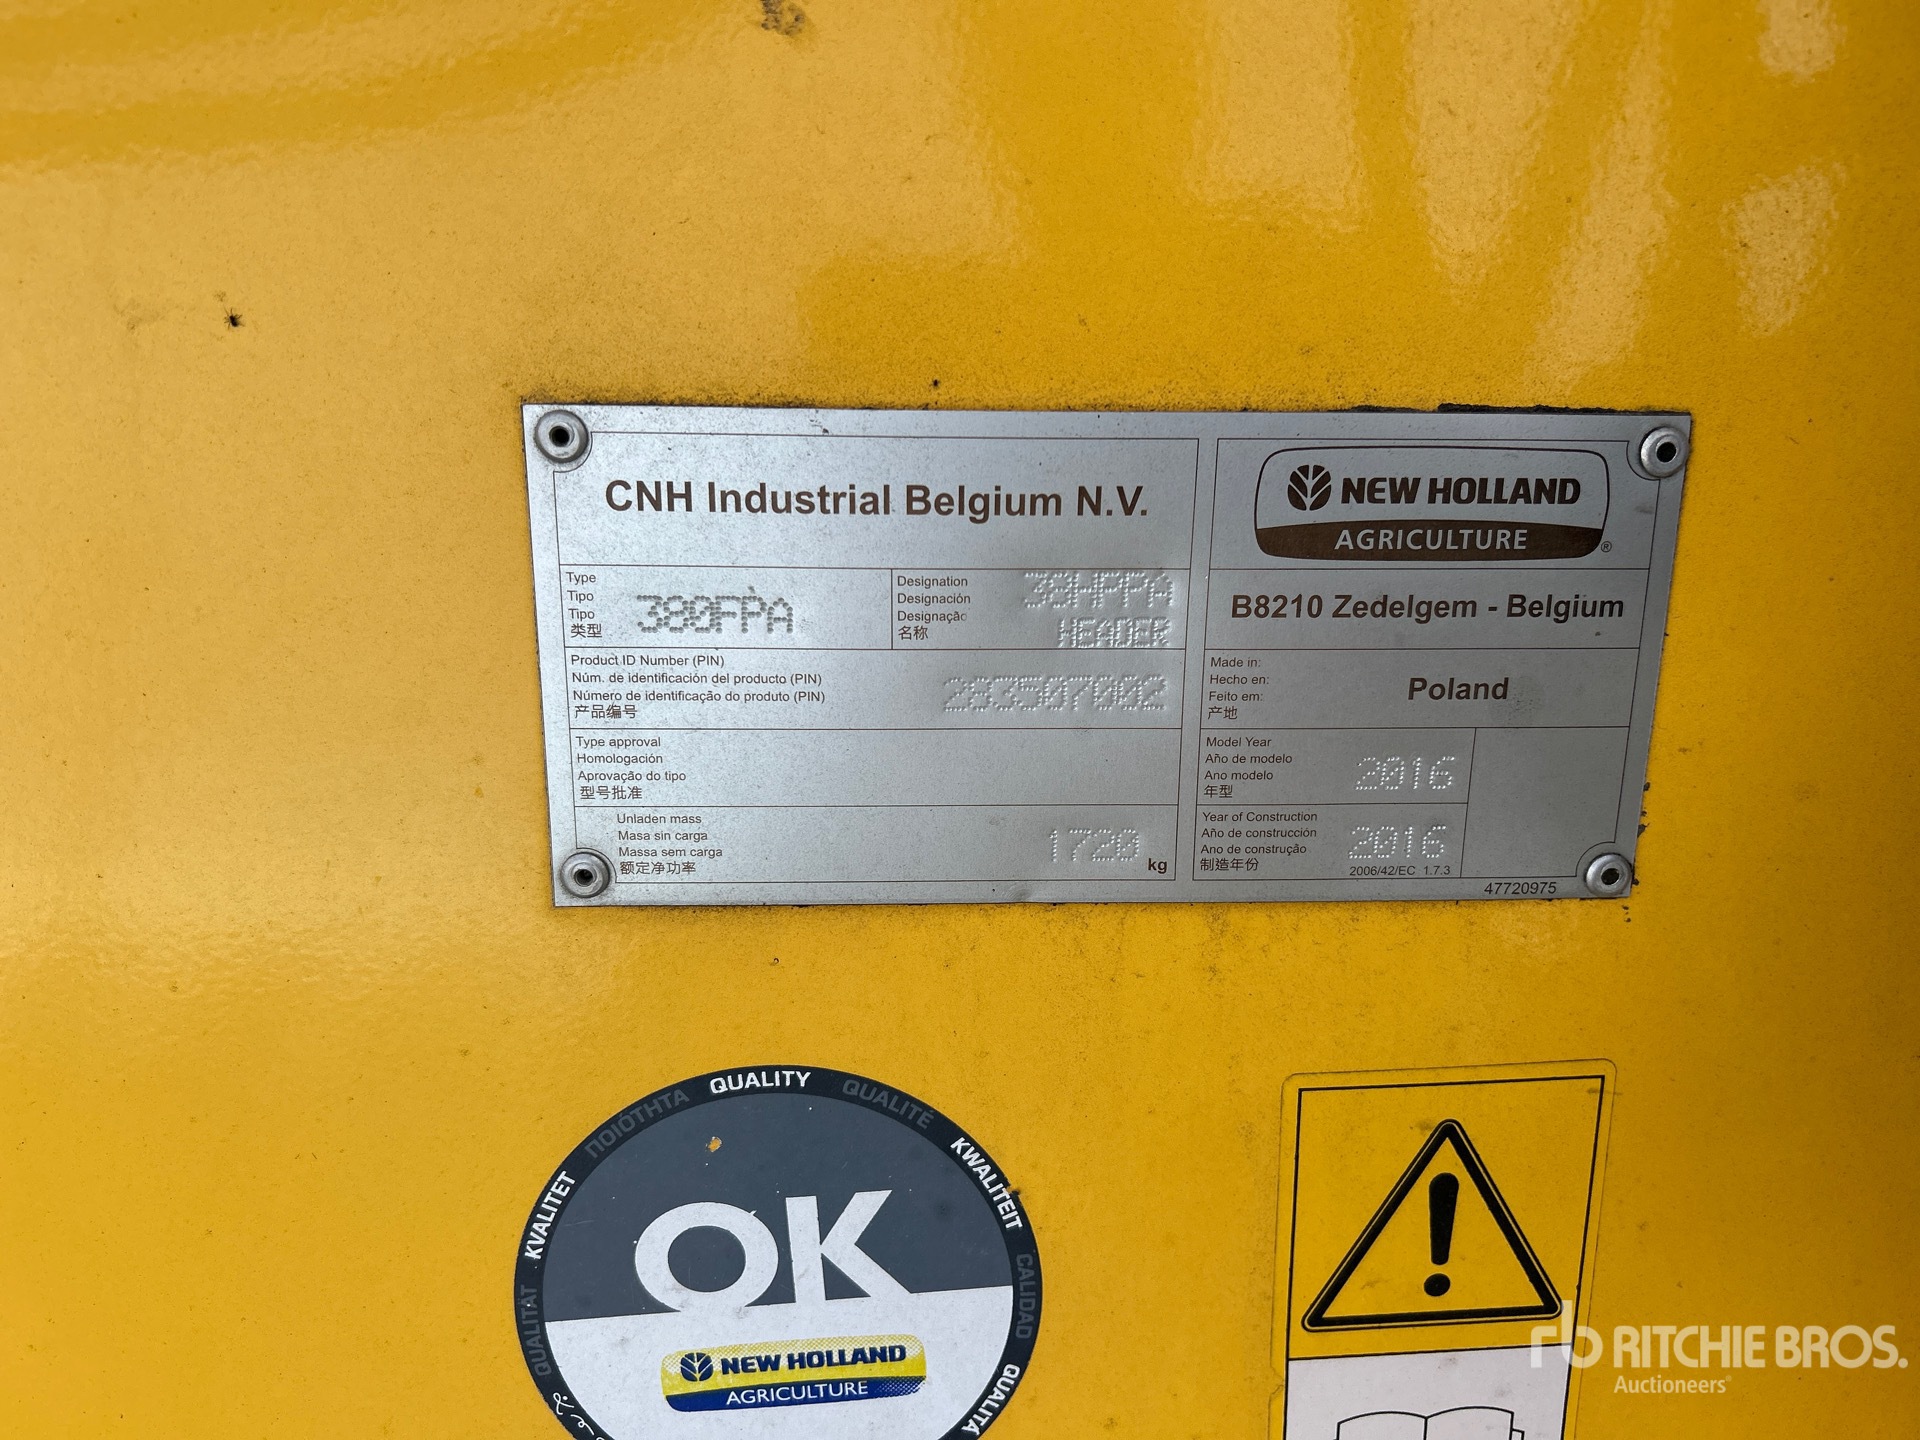 CNH Industrial Belgium N.V.
Type
Tipo
Tipo
类型
380FPA
Designation
Designación
Designação
名称
38HPPA
HEADER
Product ID Number (PIN)
Núm. de identificación del producto (PIN)
Número de identificação do produto (PIN)
产品编号
283507002
Type approval
Homologación
Aprovação do tipo
型号批准
Unladen mass
Masa sin carga
Massa sem carga
额定净功率
1720 kg
NEW HOLLAND
AGRICULTURE ®
B8210 Zedelgem - Belgium
Made in:
Hecho en:
Feito em:
产地
Poland
Model Year
Año de modelo
Ano modelo
年型
2016
Year of Construction
Año de construcción
Ano de construção
制造年份
2016
2006/42/EC 1.7.3
47720975
QUALITÄT
KVALITET
ΠΟΙΟΤΗΤΑ
QUALITY
QUALITÉ
KWALITEIT
CALIDAD
QUALITÀ
OK
NEW HOLLAND
AGRICULTURE
rb RITCHIE BROS.
Auctioneers